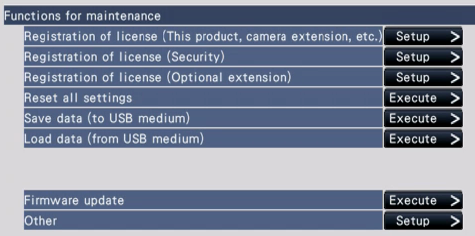 Functions for maintenance
Registration of license (This product, camera extension, etc.) Setup >
Registration of license (Security) Setup >
Registration of license (Optional extension) Setup >
Reset all settings Execute >
Save data (to USB medium) Execute >
Load data (from USB medium) Execute >
Firmware update Execute >
Other Setup >